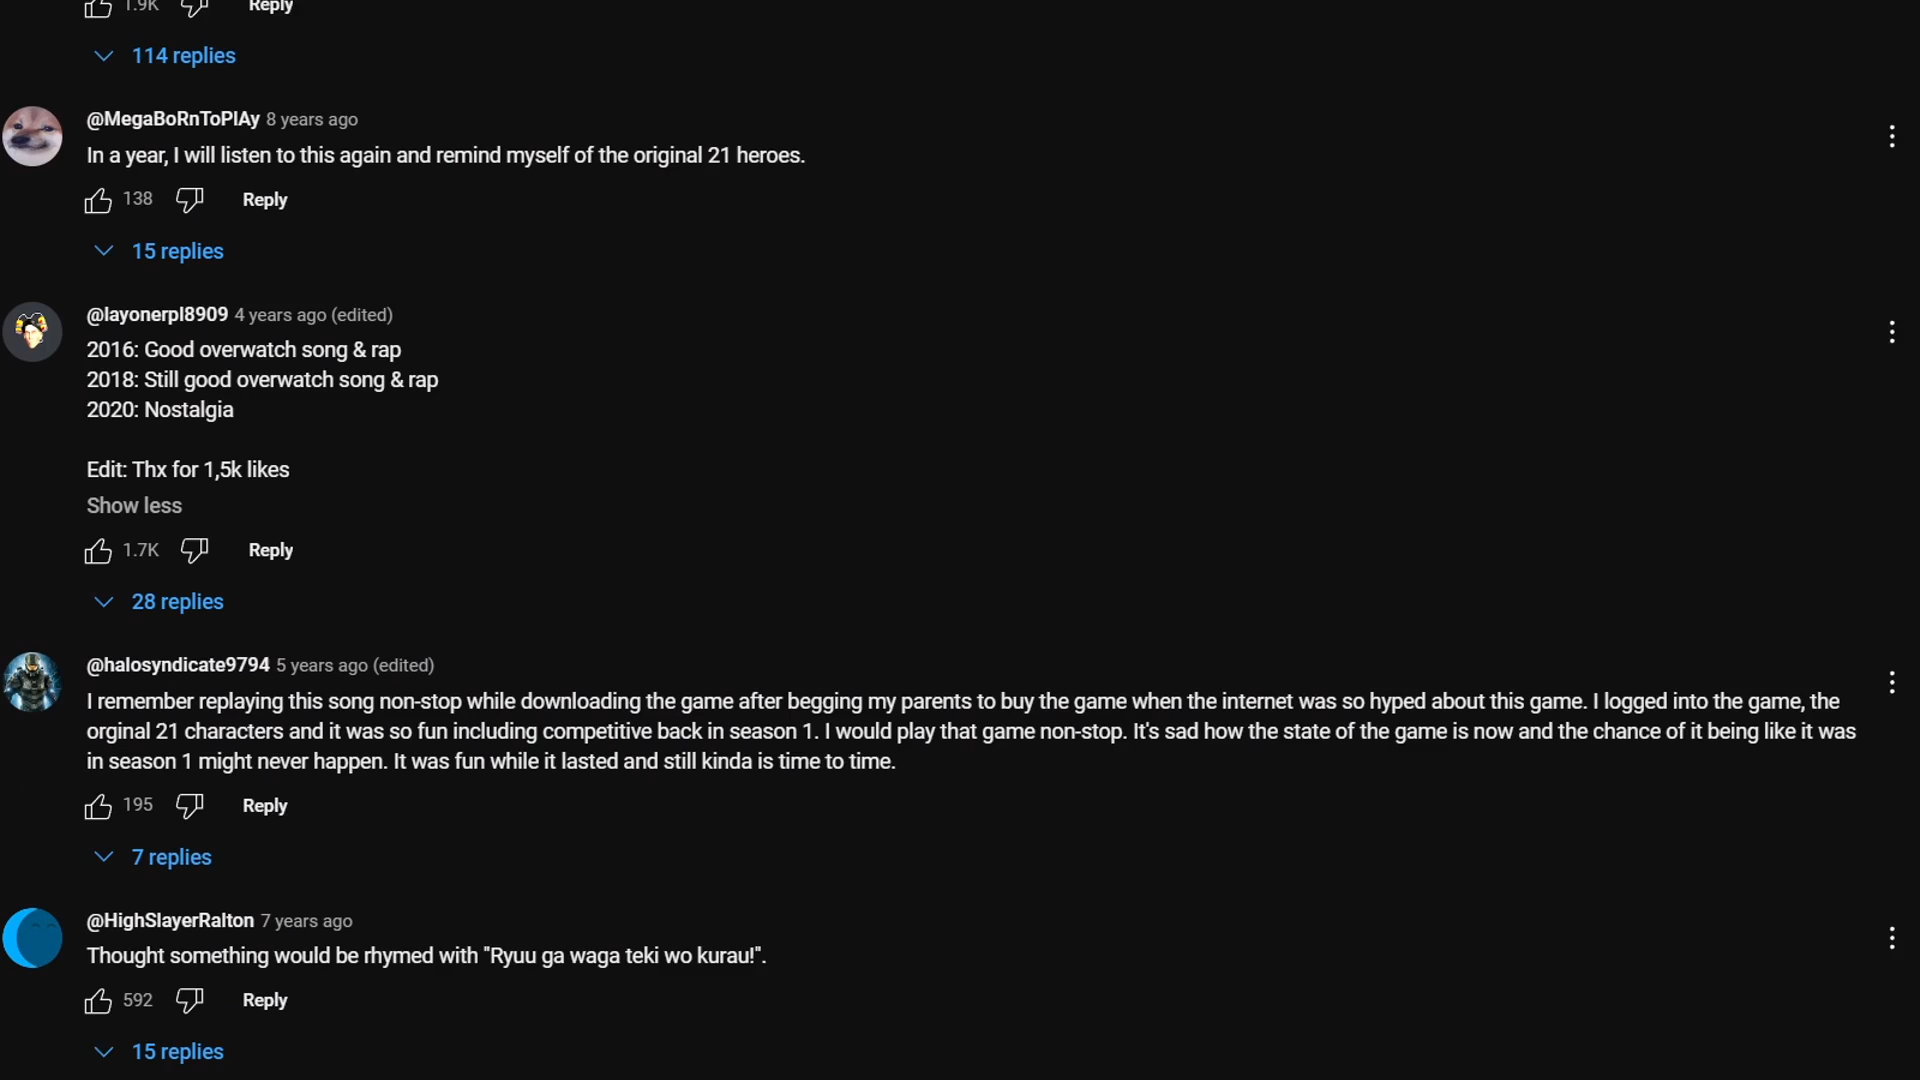 1.9K Reply
114 replies
@MegaBoRnToPlAy 8 years ago
In a year, I will listen to this again and remind myself of the original 21 heroes.
138 Reply
15 replies
@layonerpl8909 4 years ago (edited)
2016: Good overwatch song & rap
2018: Still good overwatch song & rap
2020: Nostalgia
Edit: Thx for 1,5k likes
Show less
1.7K Reply
28 replies
@halosyndicate9794 5 years ago (edited)
I remember replaying this song non-stop while downloading the game after begging my parents to buy the game when the internet was so hyped about this game. I logged into the game, the
orginal 21 characters and it was so fun including competitive back in season 1. I would play that game non-stop. It's sad how the state of the game is now and the chance of it being like it was
in season 1 might never happen. It was fun while it lasted and still kinda is time to time.
195 Reply
7 replies
@HighSlayerRalton 7 years ago
Thought something would be rhymed with "Ryuu ga waga teki wo kurau!".
592 Reply
15 replies